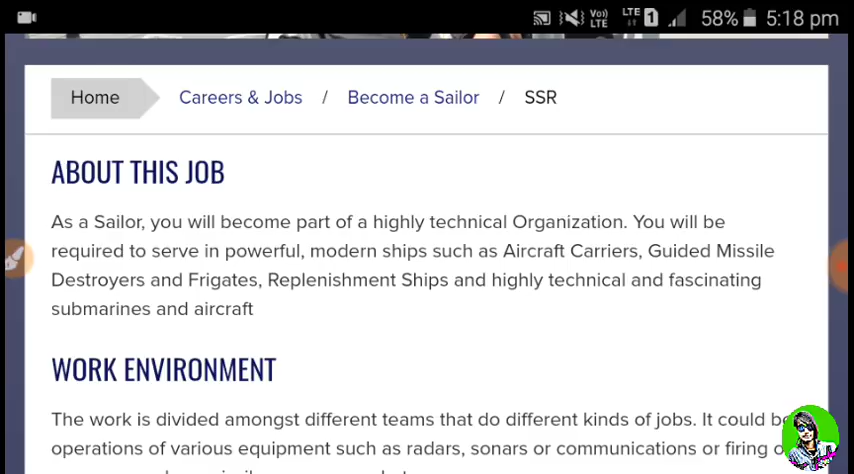 LTE 1 58% 5:18 pm
Home Careers & Jobs / Become a Sailor / SSR
ABOUT THIS JOB
As a Sailor, you will become part of a highly technical Organization. You will be
required to serve in powerful, modern ships such as Aircraft Carriers, Guided Missile
Destroyers and Frigates, Replenishment Ships and highly technical and fascinating
submarines and aircraft
WORK ENVIRONMENT
The work is divided amongst different teams that do different kinds of jobs. It could be
operations of various equipment such as radars, sonars or communications or firing